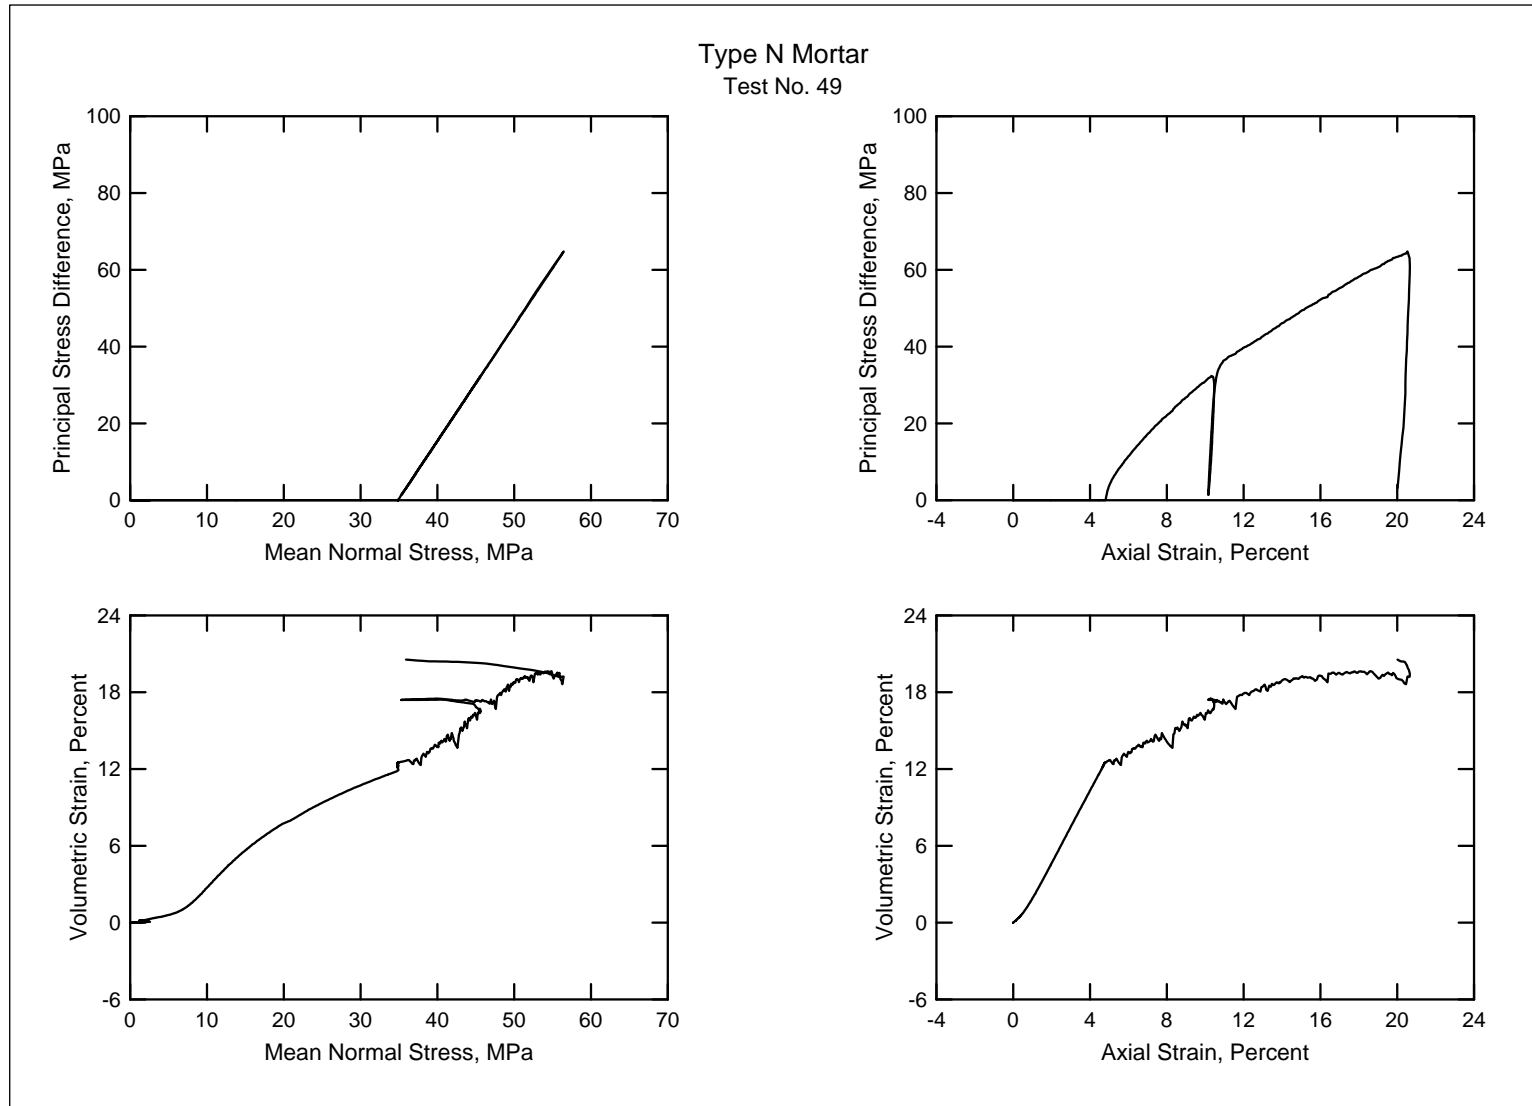 Type N Mortar
Test No. 49
Principal Stress Difference, MPa
100
80
60
40
20
0
0 10 20 30 40 50 60 70
Mean Normal Stress, MPa
Principal Stress Difference, MPa
100
80
60
40
20
0
-4 0 4 8 12 16 20 24
Axial Strain, Percent
Volumetric Strain, Percent
24
18
12
6
0
-6
0 10 20 30 40 50 60 70
Mean Normal Stress, MPa
Volumetric Strain, Percent
24
18
12
6
0
-6
-4 0 4 8 12 16 20 24
Axial Strain, Percent